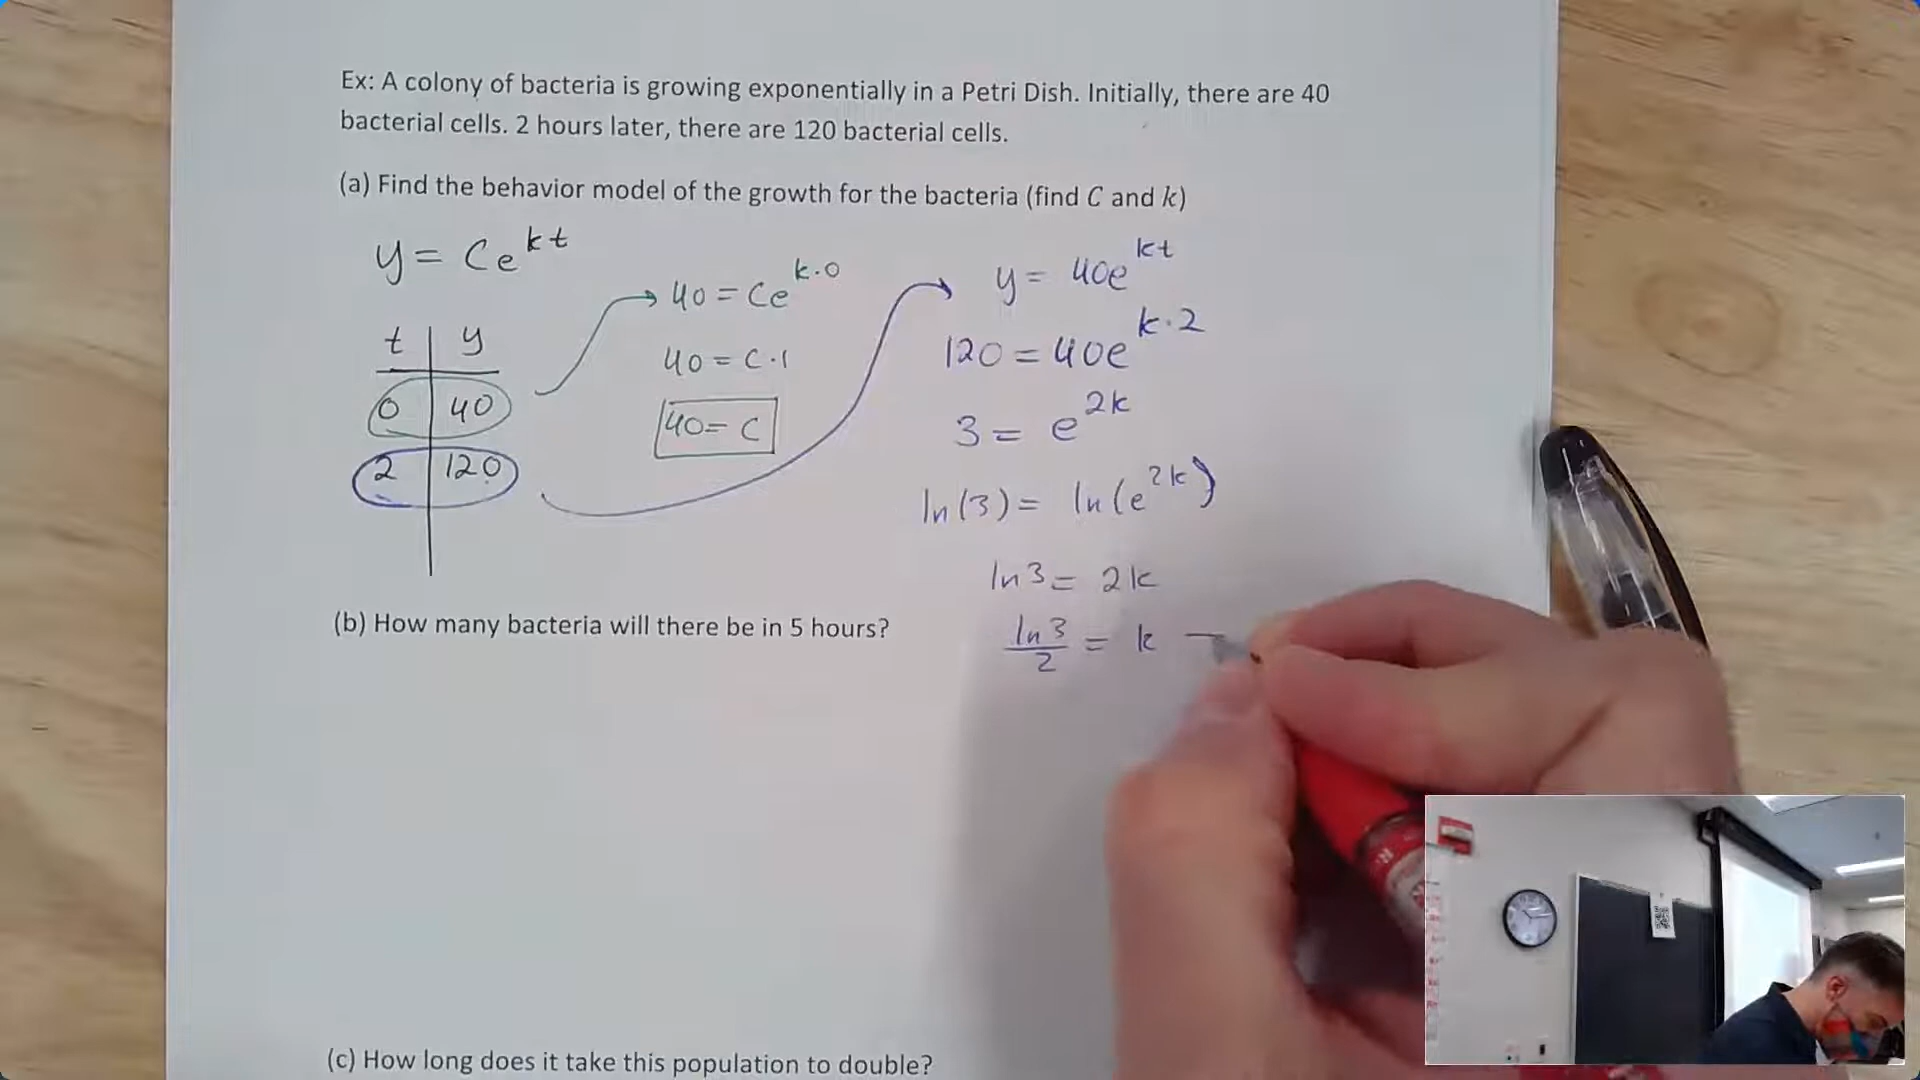 Ex: A colony of bacteria is growing exponentially in a Petri Dish. Initially, there are 40
bacterial cells. 2 hours later, there are 120 bacterial cells.
(a) Find the behavior model of the growth for the bacteria (find C and k)
y = Ce^{kt}
t y
0 40
2 120
40 = Ce^{k·0}
40 = C·1
40 = C
y = 40e^{kt}
120 = 40e^{k·2}
3 = e^{2k}
ln(3) = ln(e^{2k})
ln3 = 2k
ln3/2 = k
(b) How many bacteria will there be in 5 hours?
(c) How long does it take this population to double?